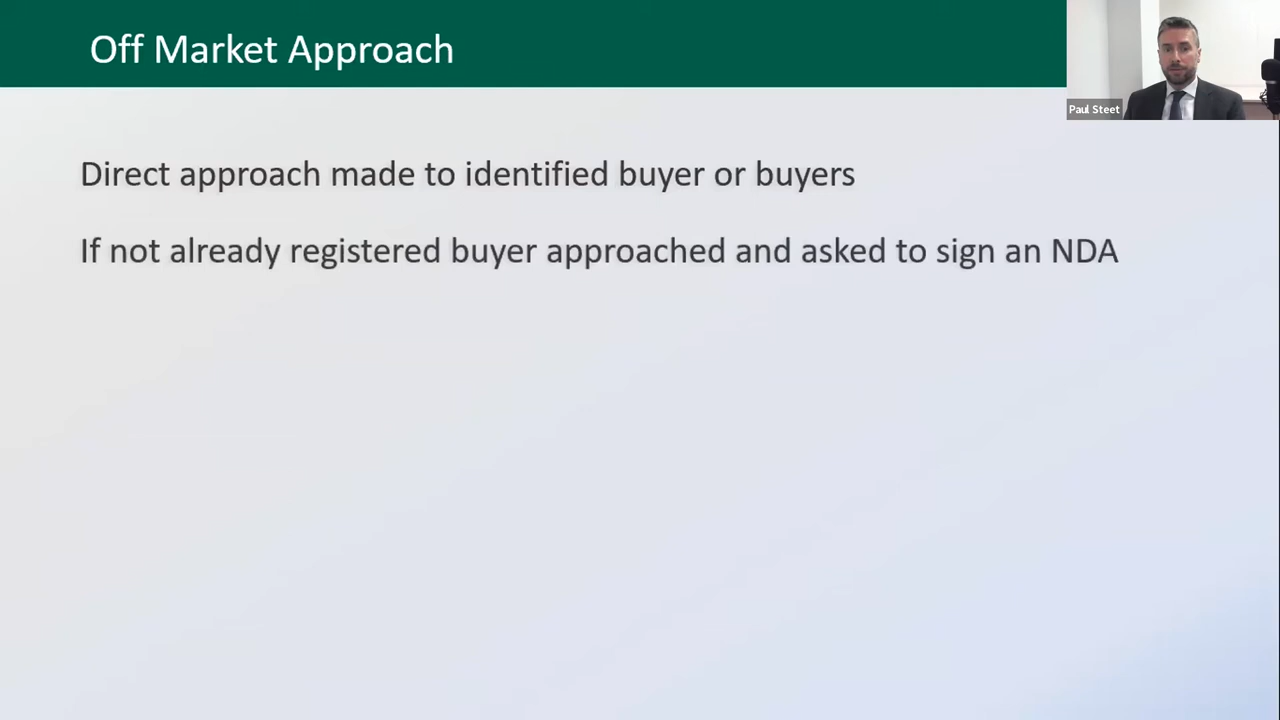 Off Market Approach
Paul Steet
Direct approach made to identified buyer or buyers
If not already registered buyer approached and asked to sign an NDA